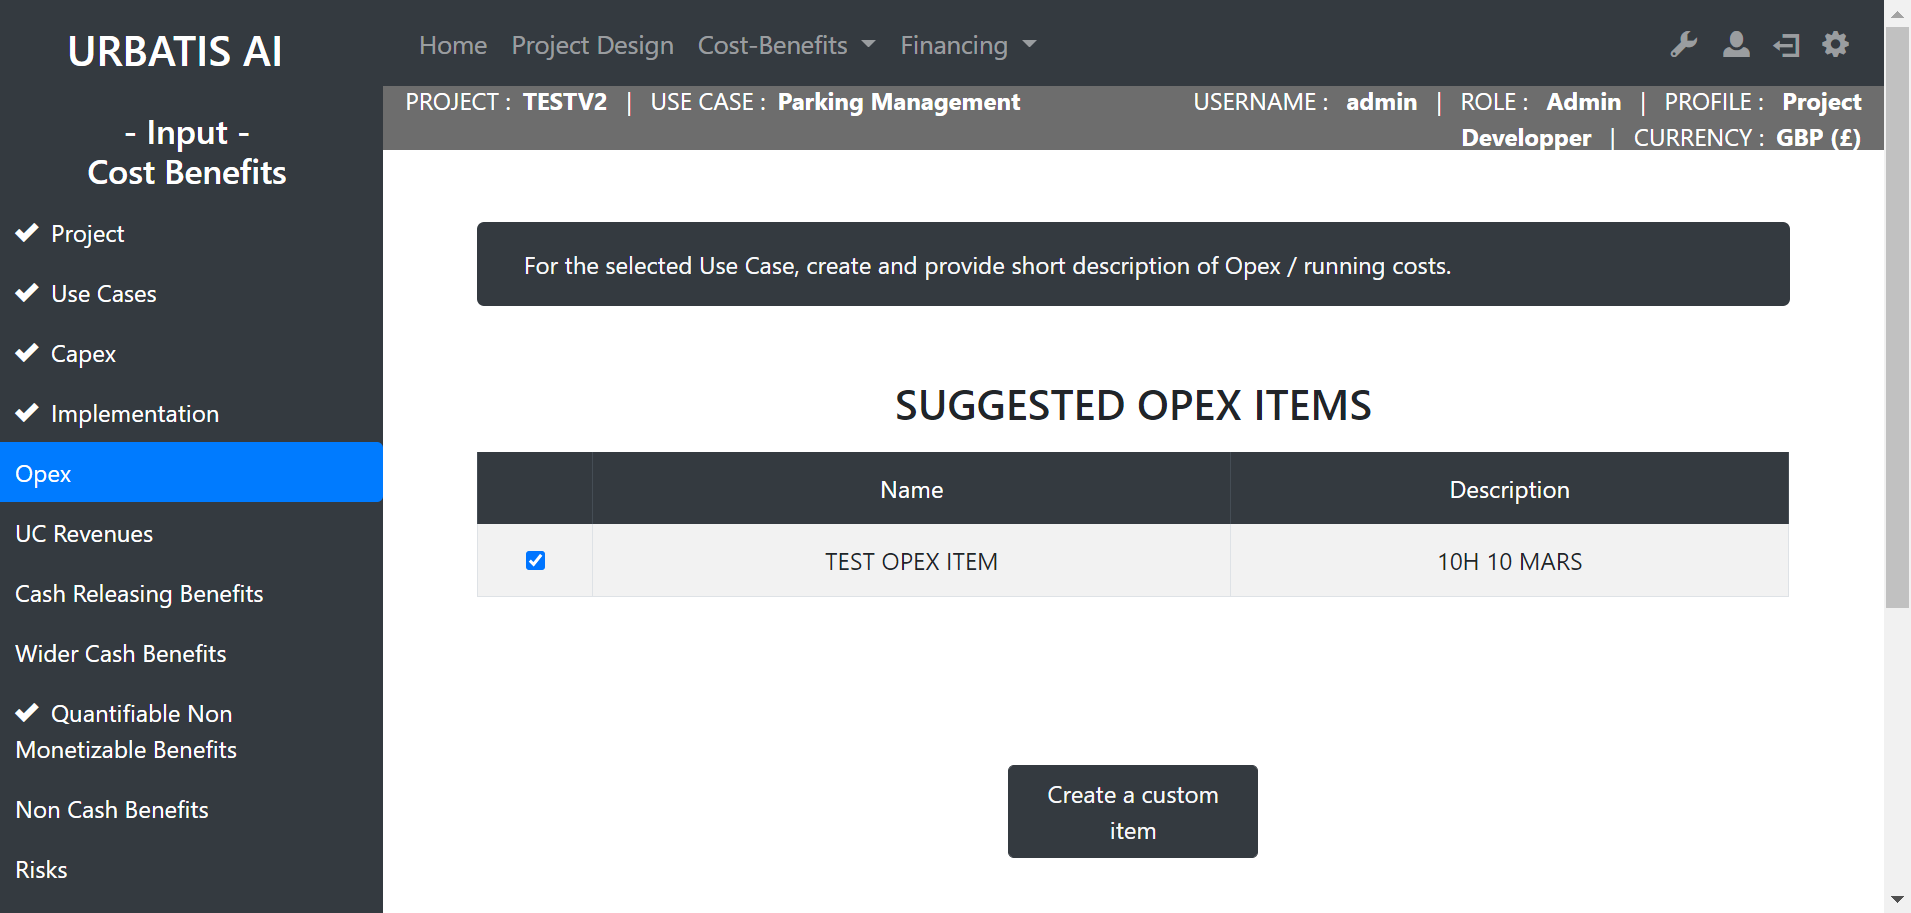 URBATIS AI
- Input -
Cost Benefits
Project
Use Cases
Capex
Implementation
Opex
UC Revenues
Cash Releasing Benefits
Wider Cash Benefits
Quantifiable Non
Monetizable Benefits
Non Cash Benefits
Risks
Home Project Design Cost-Benefits Financing
PROJECT : TESTV2 | USE CASE : Parking Management
USERNAME : admin | ROLE : Admin | PROFILE : Project
Developper | CURRENCY : GBP (£)
For the selected Use Case, create and provide short description of Opex / running costs.
SUGGESTED OPEX ITEMS
Name Description
TEST OPEX ITEM 10H 10 MARS
Create a custom
item